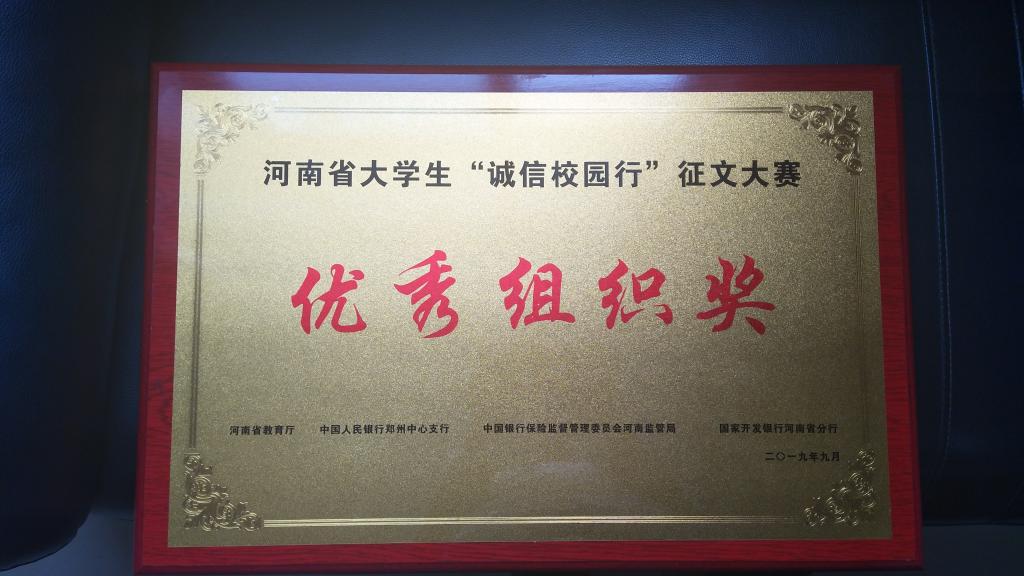 河南省大学生“诚信校园行”征文大赛
优秀组织奖
河南省教育厅 中国人民银行郑州中心支行 中国银行保险监督管理委员会河南监管局 国家开发银行河南省分行
二〇一九年九月